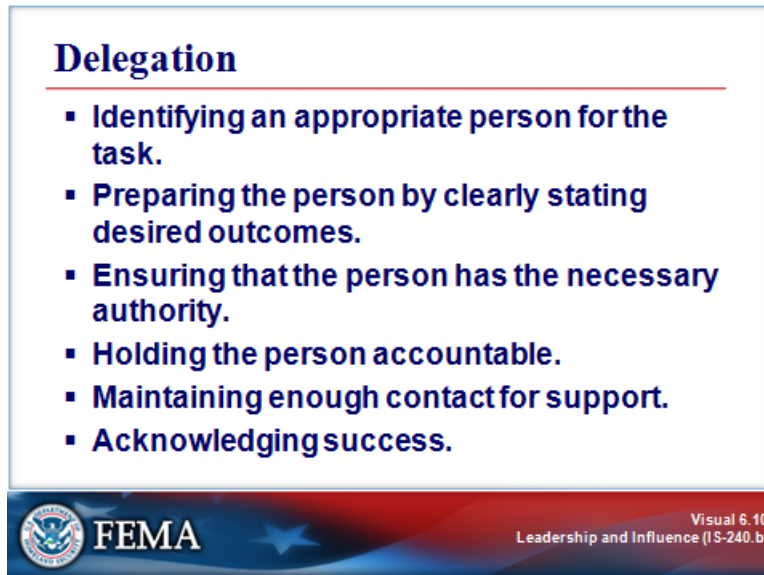 Delegation
▪ Identifying an appropriate person for the
task.
▪ Preparing the person by clearly stating
desired outcomes.
▪ Ensuring that the person has the necessary
authority.
▪ Holding the person accountable.
▪ Maintaining enough contact for support.
▪ Acknowledging success.
FEMA
Visual 6.10
Leadership and Influence (IS-240.b